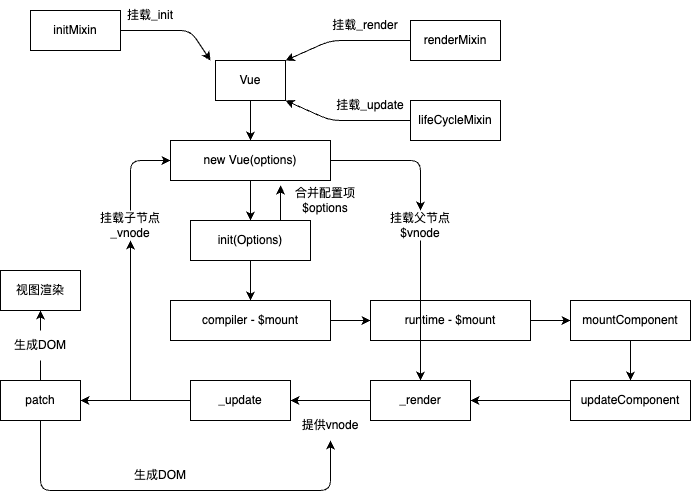 挂载_init
initMixin
挂载_render
renderMixin
Vue
挂载_update
lifeCycleMixin
new Vue(options)
合并配置项
$options
挂载子节点
_vnode
挂载父节点
$vnode
init(Options)
视图渲染
compiler - $mount
runtime - $mount
mountComponent
生成DOM
patch
_update
_render
updateComponent
提供vnode
生成DOM